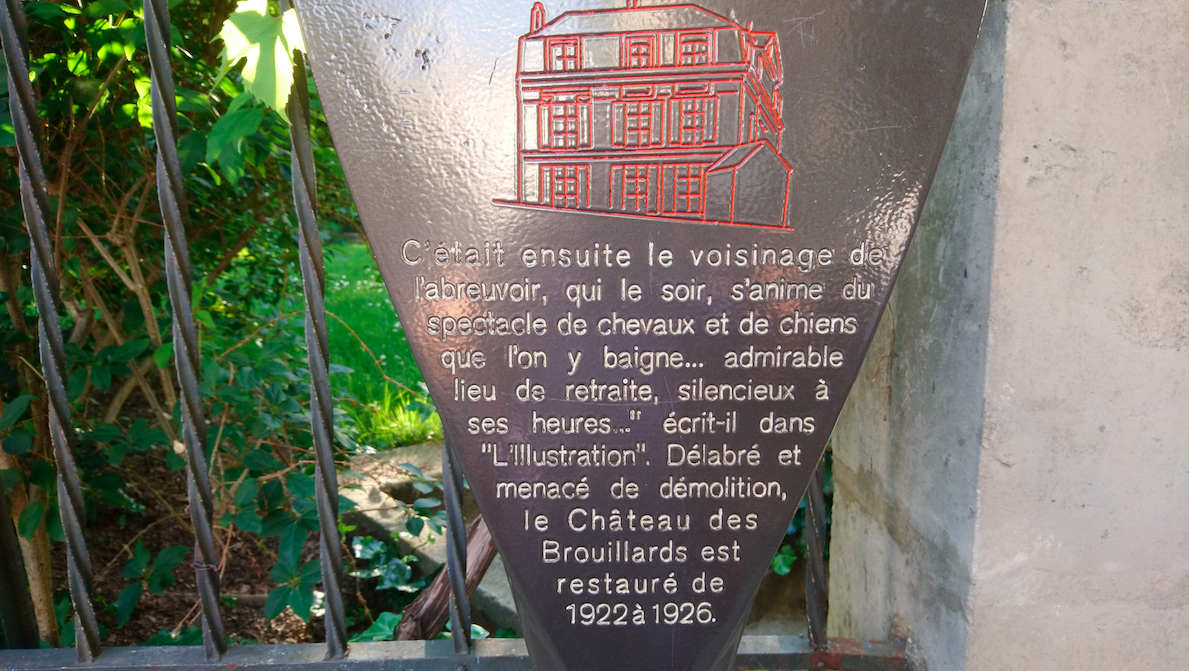 C'était ensuite le voisinage de
l'abreuvoir, qui le soir, s'anime du
spectacle de chevaux et de chiens
que l'on y baigne... admirable
lieu de retraite, silencieux à
ses heures..." écrit-il dans
"L'Illustration". Délabré et
menacé de démolition,
le Château des
Brouillards est
restauré de
1922 à 1926.